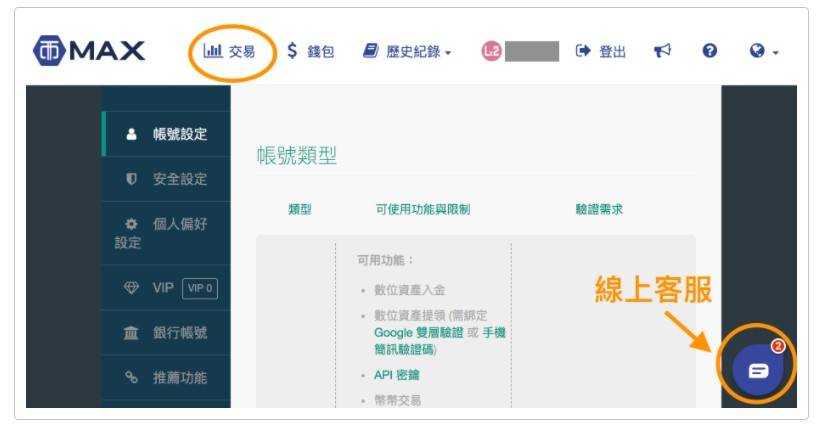 MAX 交易 $ 錢包 歷史紀錄 L2 登出
帳號設定
安全設定
個人偏好
設定
VIP VIP 0
銀行帳號
推薦功能
帳號類型
類型 可使用功能與限制 驗證需求
可用功能：
• 數位資產入金
• 數位資產提領 (需綁定
Google 雙層驗證 或 手機
簡訊驗證碼)
• API 密鑰
• 幣幣交易
線上客服
2